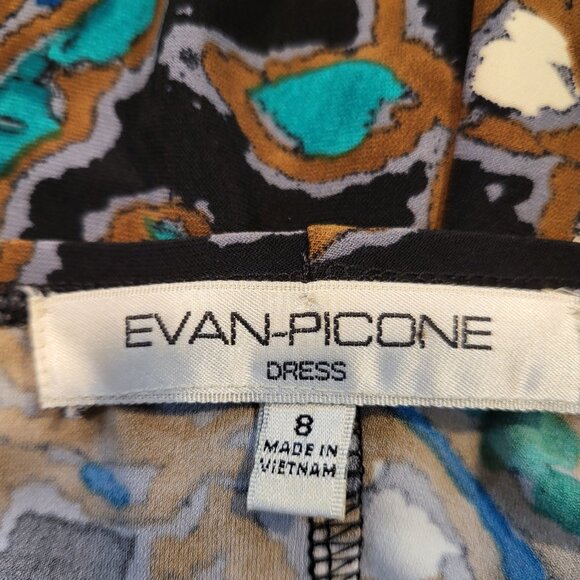 EVAN-PICONE
DRESS
8
MADE IN
VIETNAM